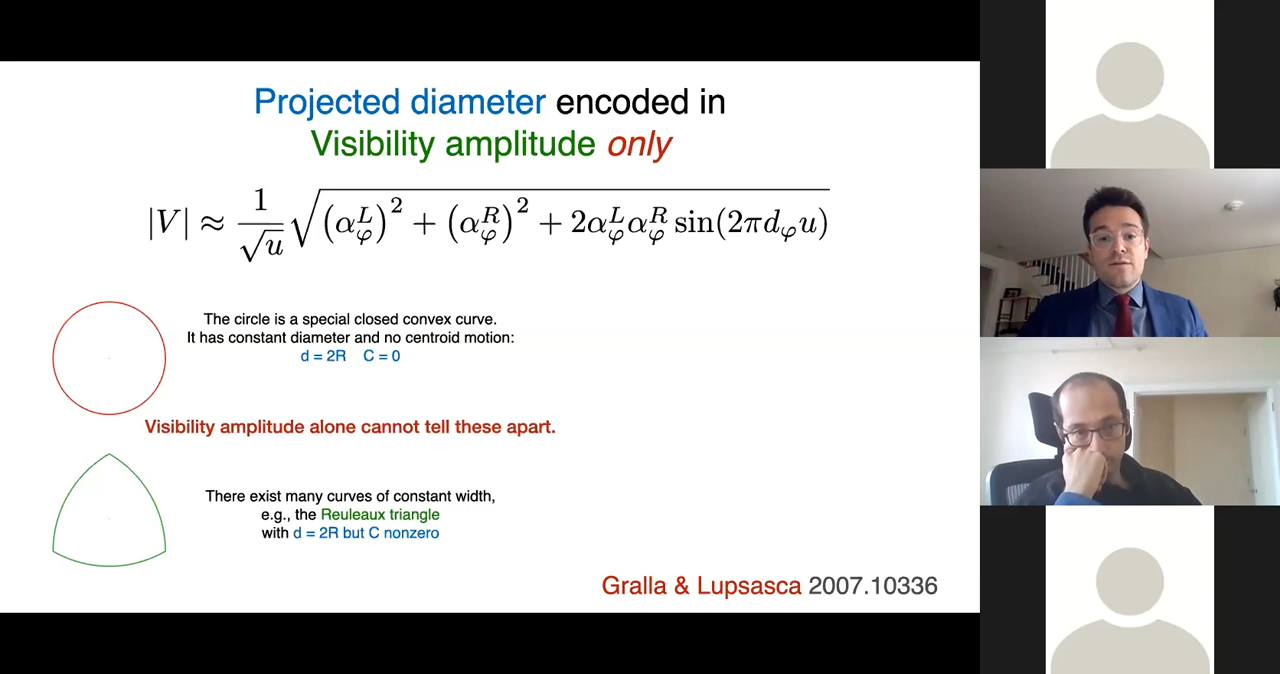 Projected diameter encoded in
Visibility amplitude only
|V| ≈ 1/√u √((α_φ^L)^2 + (α_φ^R)^2 + 2α_φ^L α_φ^R sin(2πd_φu))
The circle is a special closed convex curve.
It has constant diameter and no centroid motion:
d = 2R C = 0
Visibility amplitude alone cannot tell these apart.
There exist many curves of constant width,
e.g., the Reuleaux triangle
with d = 2R but C nonzero
Gralla & Lupsasca 2007.10336